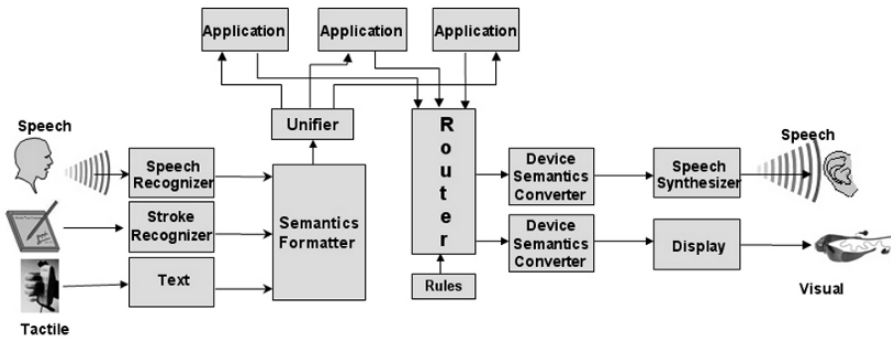 Application
Application
Application
Speech
Unifier
Router
Speech
Speech
Recognizer
Device
Semantics
Converter
Speech
Synthesizer
Stroke
Recognizer
Semantics
Formatter
Device
Semantics
Converter
Display
Text
Rules
Visual
Tactile